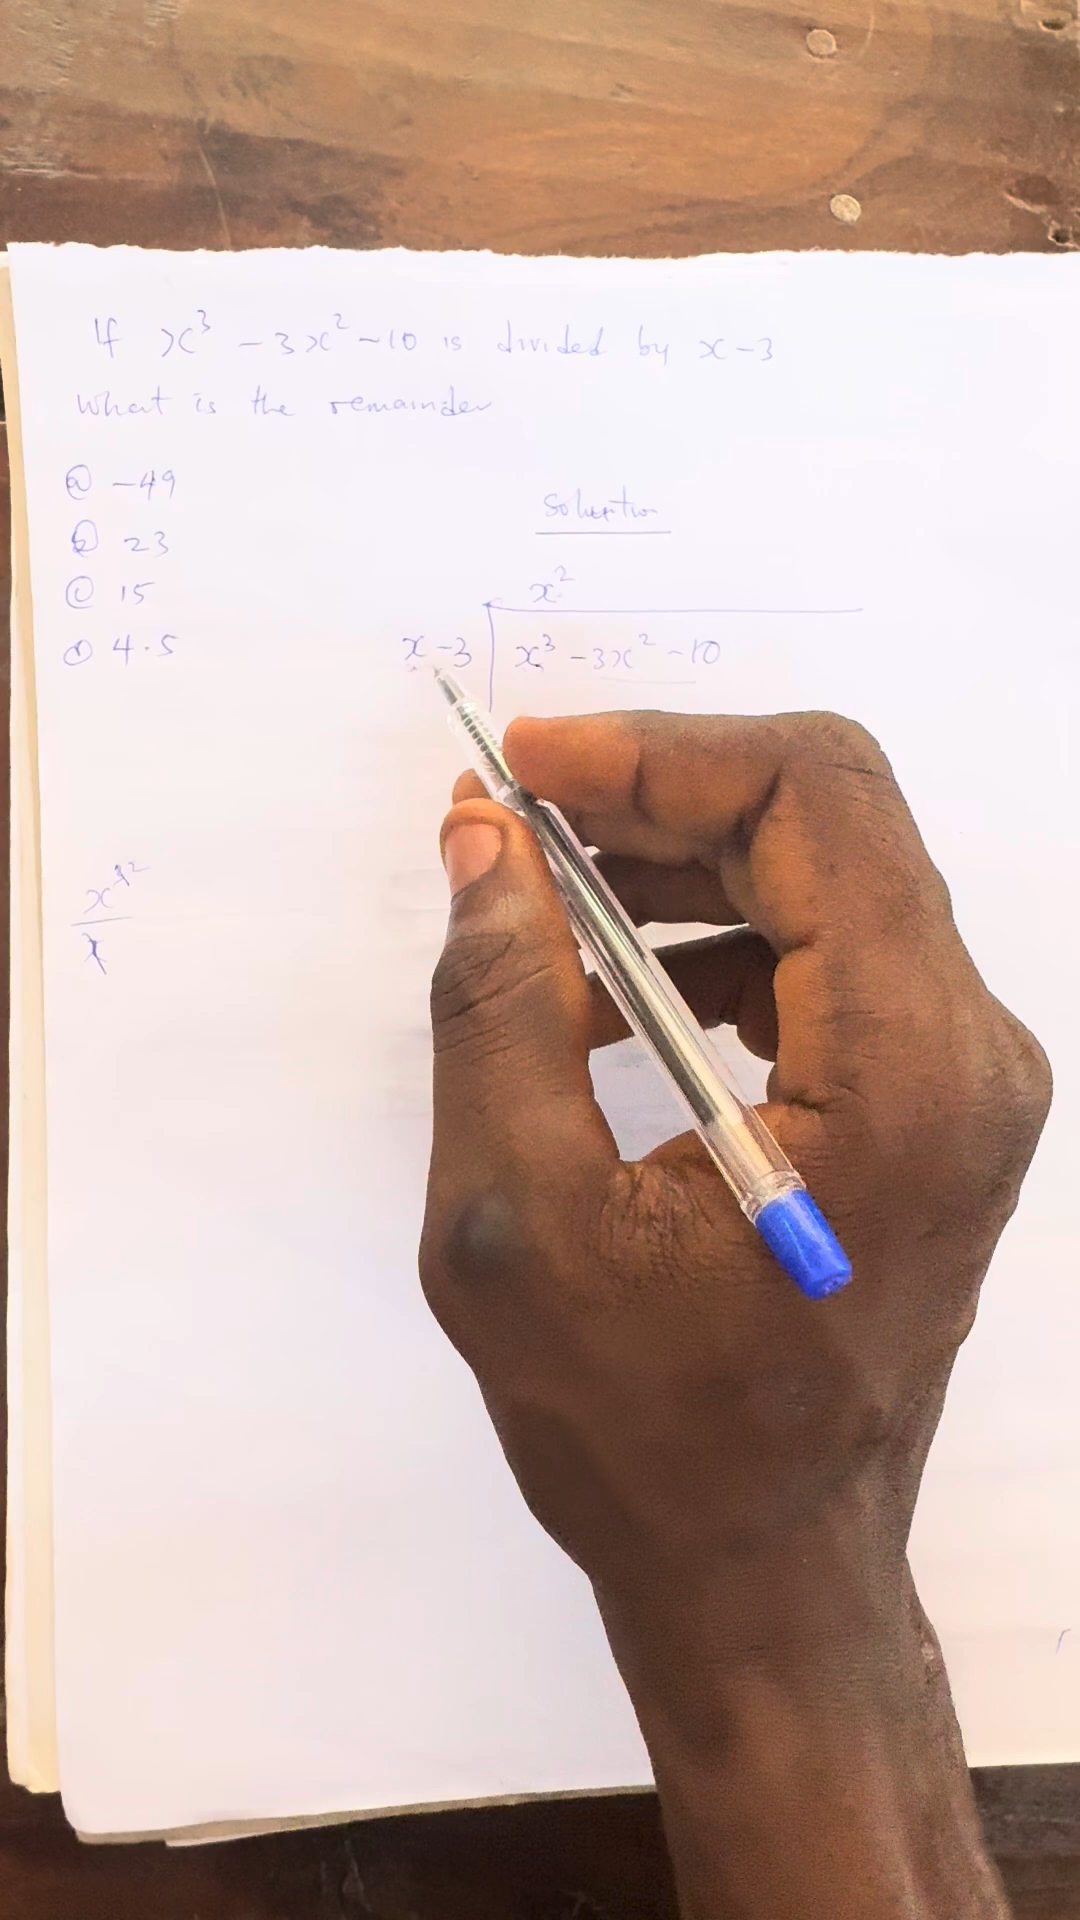 If x³ - 3x² - 10 is divided by x - 3
What is the remainder
ⓐ -49
ⓑ 23
ⓒ 15
ⓓ 4.5
Solution
x²
x - 3 | x³ - 3x² - 10
x³ ²
x